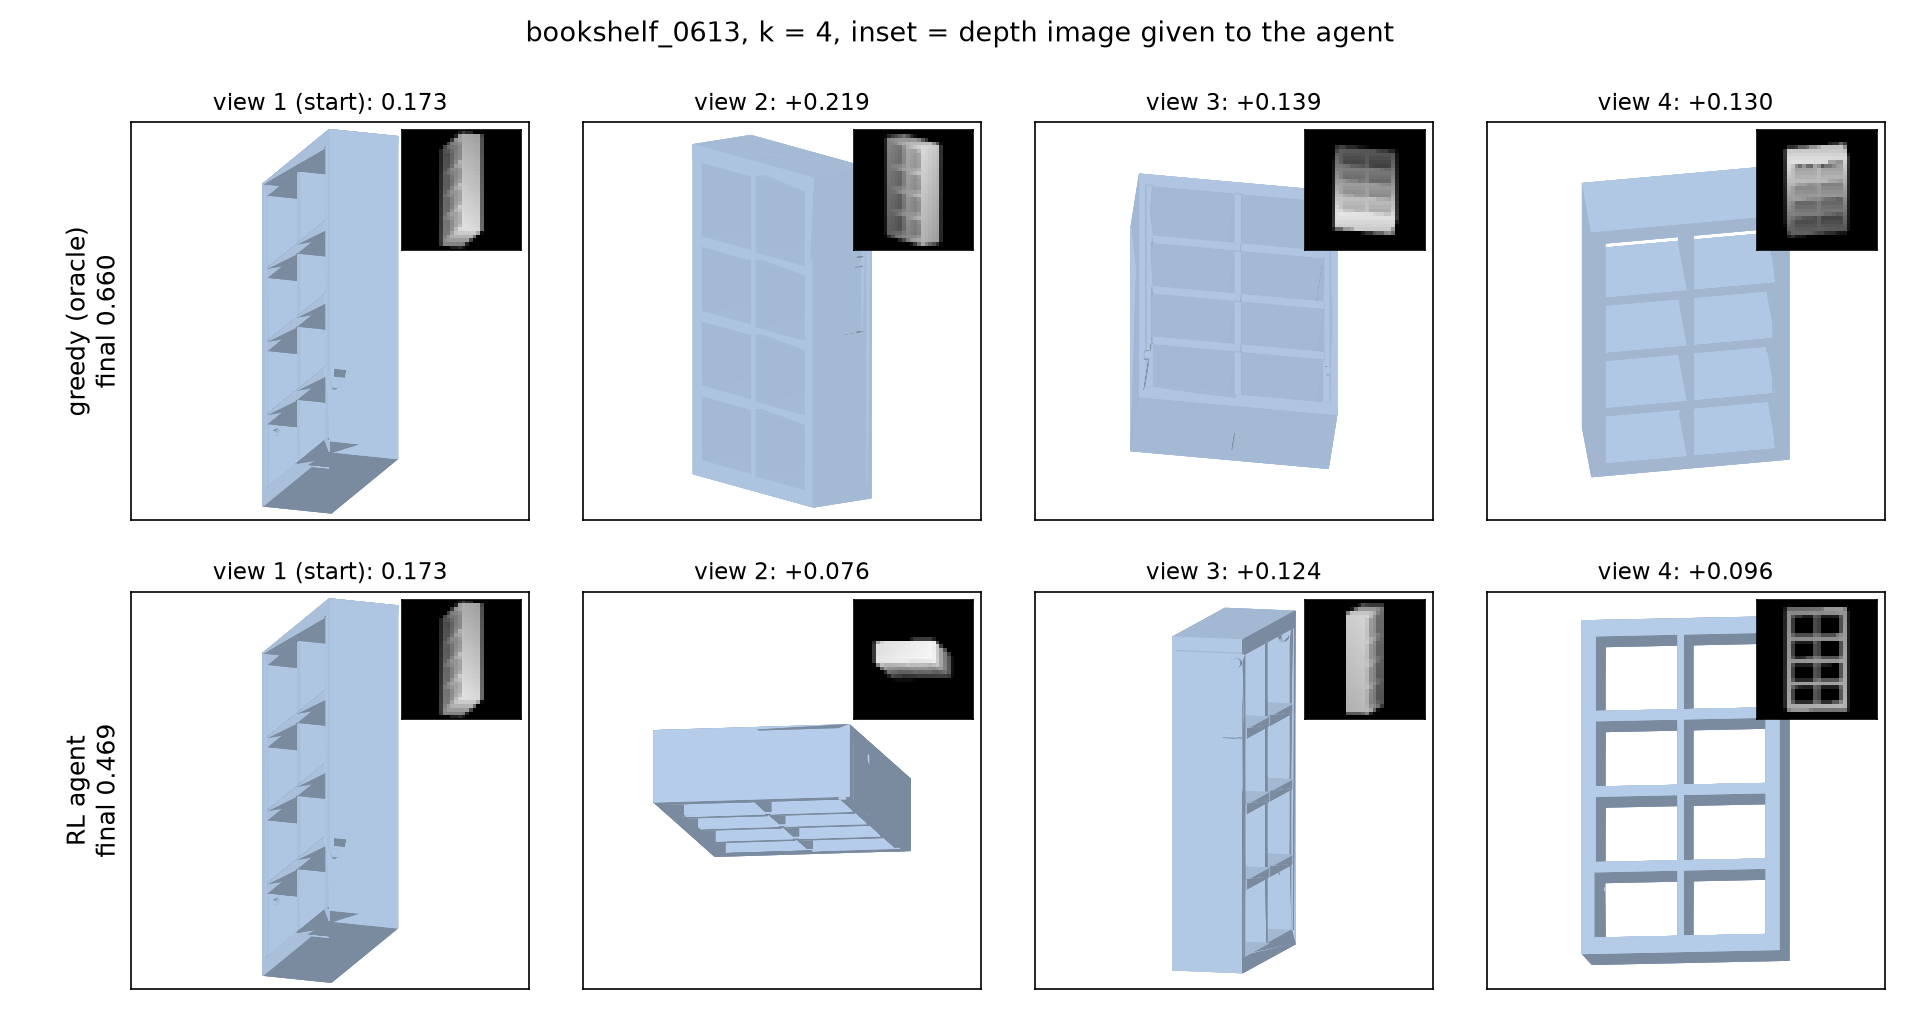 bookshelf_0613, k = 4, inset = depth image given to the agent
greedy (oracle)
final 0.660
view 1 (start): 0.173
view 2: +0.219
view 3: +0.139
view 4: +0.130
RL agent
final 0.469
view 1 (start): 0.173
view 2: +0.076
view 3: +0.124
view 4: +0.096